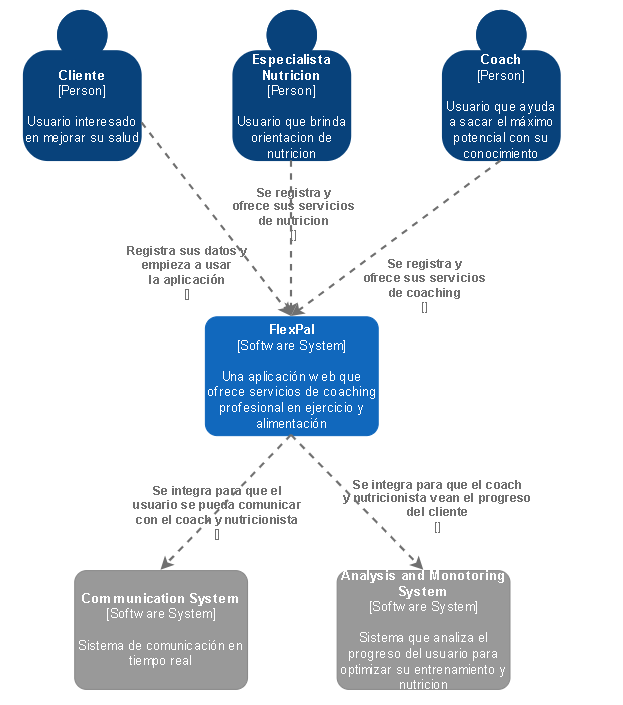 Cliente
[Person]
Usuario interesado
en mejorar su salud
Especialista
Nutricion
[Person]
Usuario que brinda
orientacion de
nutricion
Coach
[Person]
Usuario que ayuda
a sacar el máximo
potencial con su
conocimiento
Se registra y
ofrece sus servicios
de nutricion
[]
Registra sus datos y
empieza a usar
la aplicación
[]
Se registra y
ofrece sus servicios
de coaching
[]
FlexPal
[Software System]
Una aplicación web que
ofrece servicios de coaching
profesional en ejercicio y
alimentación
Se integra para que el
usuario se pueda comunicar
con el coach y nutricionista
[]
Se integra para que el coach
y nutricionista vean el progreso
del cliente
[]
Communication System
[Software System]
Sistema de comunicación en
tiempo real
Analysis and Monotoring
System
[Software System]
Sistema que analiza el
progreso del usuario para
optimizar su entrenamiento y
nutricion